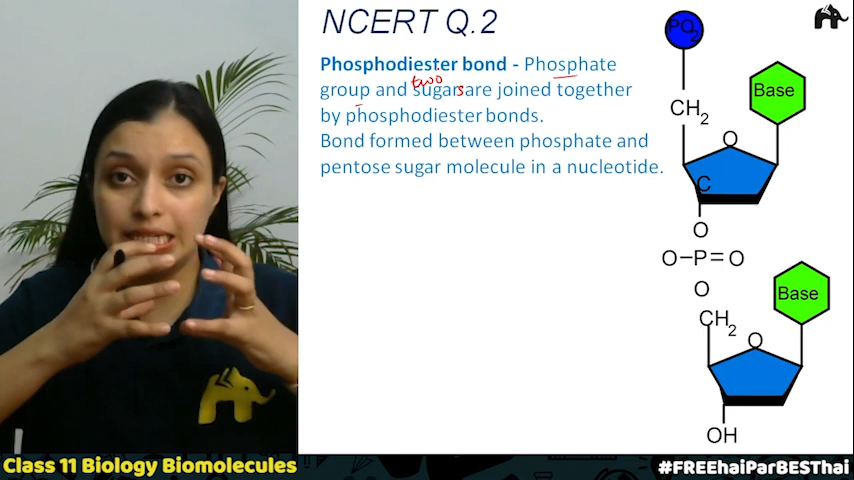 NCERT Q.2
Phosphodiester bond - Phosphate
two
group and sugars are joined together
by phosphodiester bonds.
Bond formed between phosphate and
pentose sugar molecule in a nucleotide.
PO2
Base
CH2
O
C
O
O-P=O
O
Base
CH2
O
OH
Class 11 Biology Biomolecules
#FREEhaiParBESThai